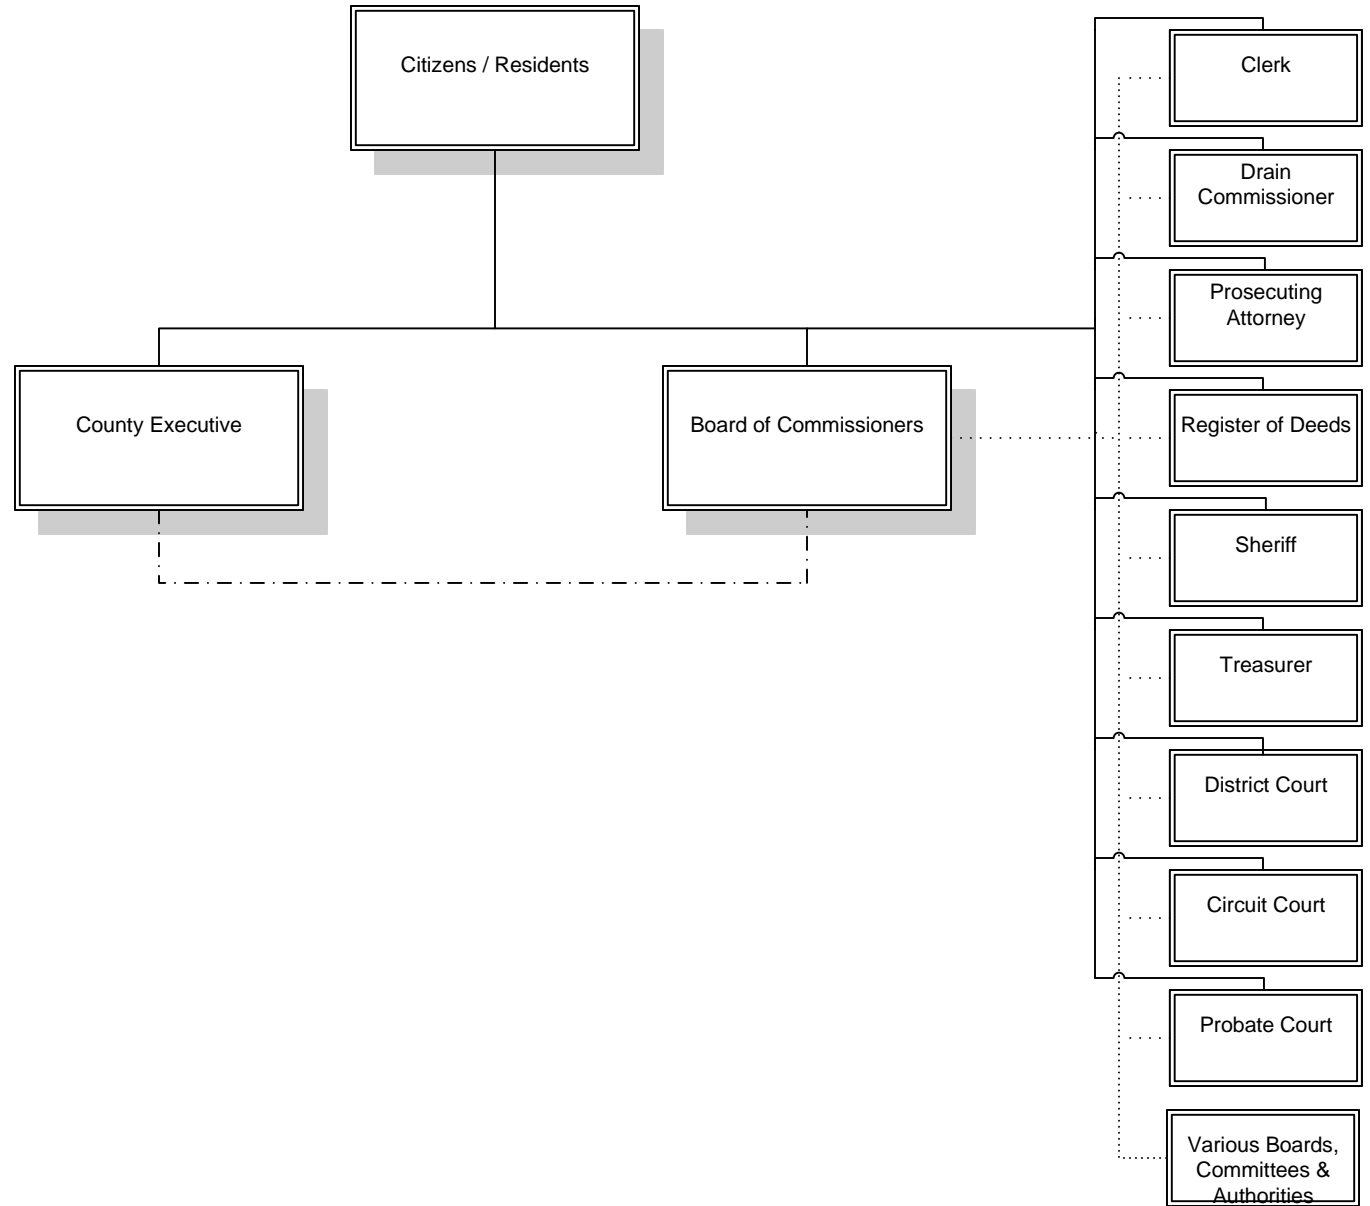 Citizens / Residents
County Executive
Board of Commissioners
Clerk
Drain
Commissioner
Prosecuting
Attorney
Register of Deeds
Sheriff
Treasurer
District Court
Circuit Court
Probate Court
Various Boards,
Committees &
Authorities